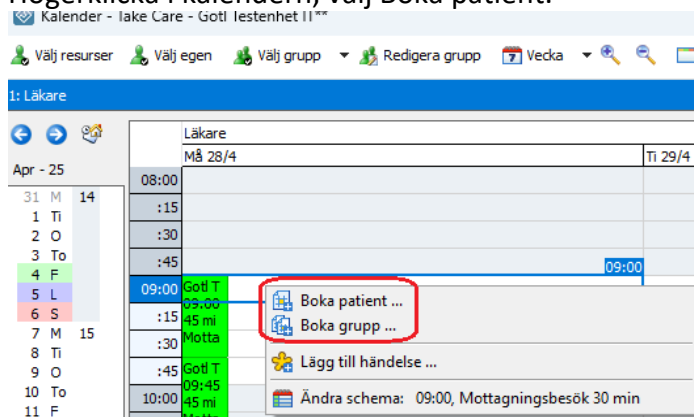 Högerklicka i kalendern, välj Boka patient.
Kalender - Take Care - Gotl Testenhet IT**
Välj resurser Välj egen Välj grupp Redigera grupp 7 Vecka
1: Läkare
Läkare
Må 28/4 Ti 29/4
Apr - 25
31 M 14
1 Ti
2 O
3 To
4 F
5 L
6 S
7 M 15
8 Ti
9 O
10 To
11 F
08:00
:15
:30
:45 09:00
09:00 Gotl T
09:00
:15 45 mi
:30 Motta
:45 Gotl T
09:45
10:00 45 mi
Boka patient ...
Boka grupp ...
Lägg till händelse ...
Ändra schema: 09:00, Mottagningsbesök 30 min